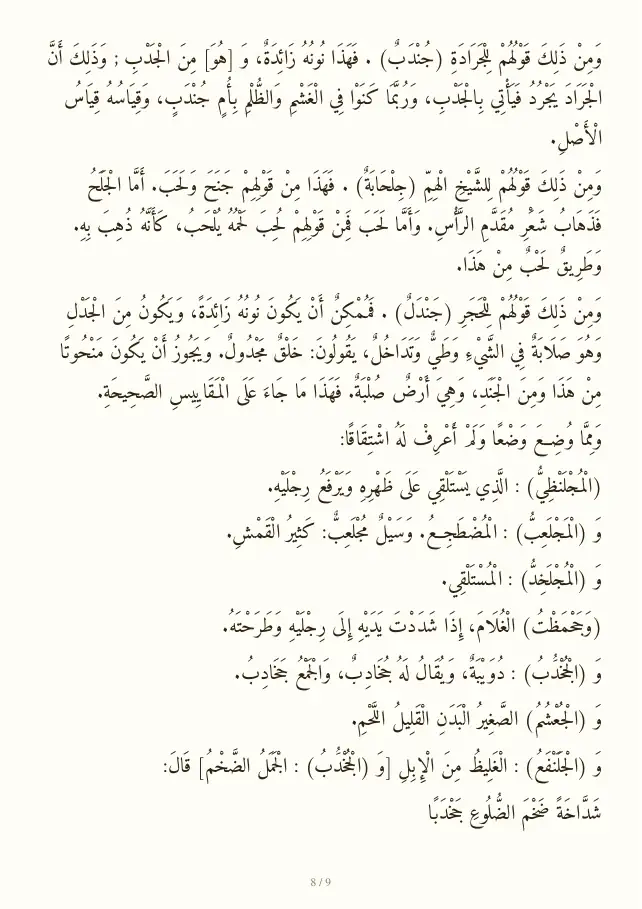 وَمِنْ ذَلِكَ قَوْلُهُمْ لِلْجَرَادَةِ (جُنْدَبٌ) . فَهَذَا نُونُهُ زَائِدَةٌ، وَ [هُوَ] مِنَ الْجَدْبِ ; وَذَلِكَ أَنَّ
الْجَرَادَ يَجْرُدُ فَيَأْتِي بِالْجَدْبِ، وَرُبَّمَا كَنَوْا فِي الْغَشْمِ وَالظُّلْمِ بِأُمِّ جُنْدَبٍ، وَقِيَاسُهُ قِيَاسُ
الْأَصْلِ.
وَمِنْ ذَلِكَ قَوْلُهُمْ لِلشَّيْخِ الْهِمِّ (جِلْحَابَةٌ) . فَهَذَا مِنْ قَوْلِهِمْ جَنَحَ وَلَحَبَ. أَمَّا الْجَلَحُ
فَذَهَابُ شَعْرِ مُقَدَّمِ الرَّأْسِ. وَأَمَّا لَحَبَ فَمِنْ قَوْلِهِمْ لُحِبَ لَحْمُهُ يُلْحَبُ، كَأَنَّهُ ذُهِبَ بِهِ.
وَطَرِيقٌ لَحْبٌ مِنْ هَذَا.
وَمِنْ ذَلِكَ قَوْلُهُمْ لِلْحَجَرِ (جَنْدَلٌ) . فَمُمْكِنٌ أَنْ يَكُونَ نُونُهُ زَائِدَةً، وَيَكُونُ مِنَ الْجَدْلِ
وَهُوَ صَلَابَةٌ فِي الشَّيْءِ وَطَيٌّ وَتَدَاخُلٌ، يَقُولُونَ: خَلْقٌ مَجْدُولٌ. وَيَجُوزُ أَنْ يَكُونَ مَنْحُوتًا
مِنْ هَذَا وَمِنَ الْجَنَدِ، وَهِيَ أَرْضٌ صُلْبَةٌ. فَهَذَا مَا جَاءَ عَلَى الْمَقَايِيسِ الصَّحِيحَةِ.
وَمِمَّا وُضِعَ وَضْعًا وَلَمْ أَعْرِفْ لَهُ اشْتِقَاقًا:
(الْمُجْلَنْظِيُّ) : الَّذِي يَسْتَلْقِي عَلَى ظَهْرِهِ وَيَرْفَعُ رِجْلَيْهِ.
وَ (الْمَجْلَعِبُّ) : الْمُضْطَجِعُ. وَسَيْلٌ مُجْلَعِبٌّ: كَثِيرُ الْقَمْشِ.
وَ (الْمُجْلَخِدُّ) : الْمُسْتَلْقِي.
(وَجَحْمَظْتُ) الْغُلَامَ، إِذَا شَدَدْتَ يَدَيْهِ إِلَى رِجْلَيْهِ وَطَرَحْتَهُ.
وَ (الْجُخْدُبُ) : دُوَيْبَةٌ، وَيُقَالُ لَهُ جُخَادِبٌ، وَالْجَمْعُ جَخَادِبُ.
وَ (الْجُعْشُمُ) الصَّغِيرُ الْبَدَنِ الْقَلِيلُ اللَّحْمِ.
وَ (الْجَلَنْفَعُ) : الْغَلِيظُ مِنَ الْإِبِلِ [وَ (الْجُخْدُبُ) : الْجَمَلُ الضَّخْمُ] قَالَ:
شَدَّاخَةً ضَخْمَ الضُّلُوعِ جَخْدَبًا
8 / 9